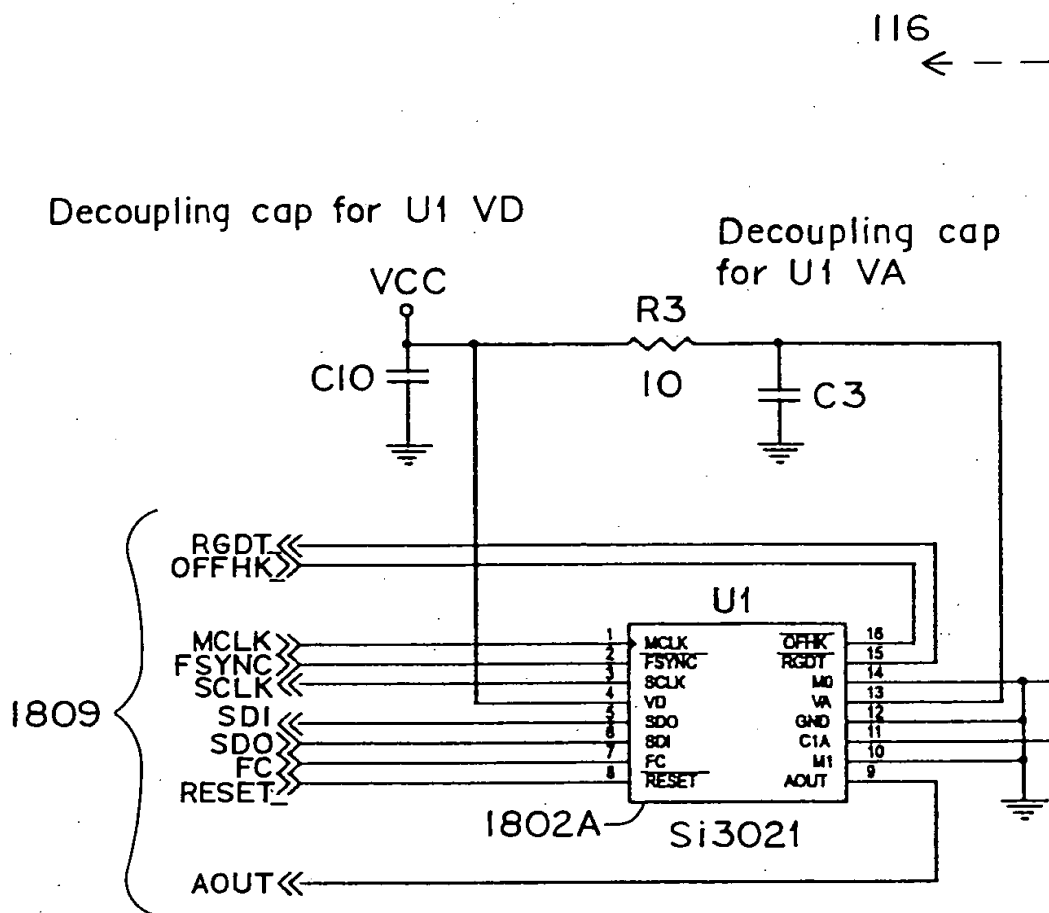 116
Decoupling cap for U1 VD
Decoupling cap
for U1 VA
VCC
R3
C10
10
C3
RGDT
OFFHK_
U1
MCLK
FSYNC
SCLK
SDI
SDO
FC
RESET_
1809
1 MCLK OFHK 16
2 FSYNC RGDT 15
3 SCLK M0 14
4 VD VA 13
5 SDO GND 12
6 SDI C1A 11
7 FC M1 10
8 RESET AOUT 9
1802A
Si3021
AOUT